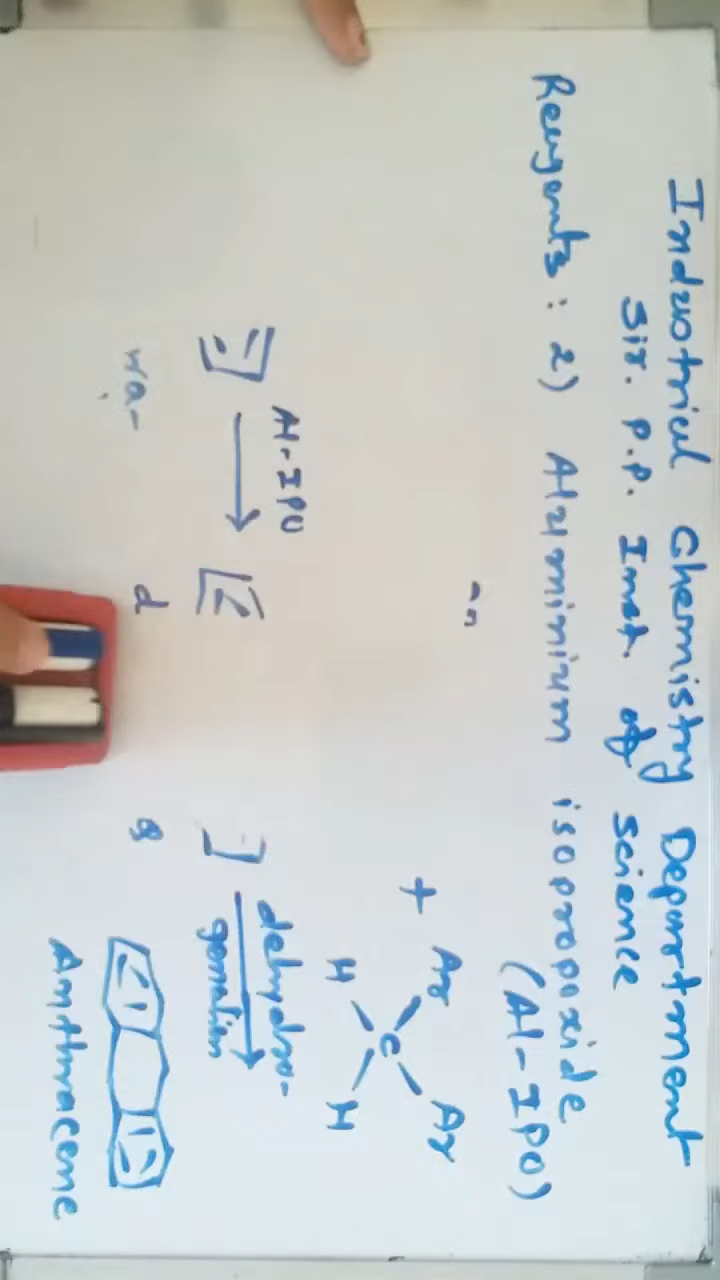 Industrial Chemistry Department
Sir. P.P. Inst. of science
Reagents : 2) Aluminium isopropoxide
(Al-IPO)
+ Ar Ar
C
H H
Al-IPO
dehydro-
genation
Anthracene